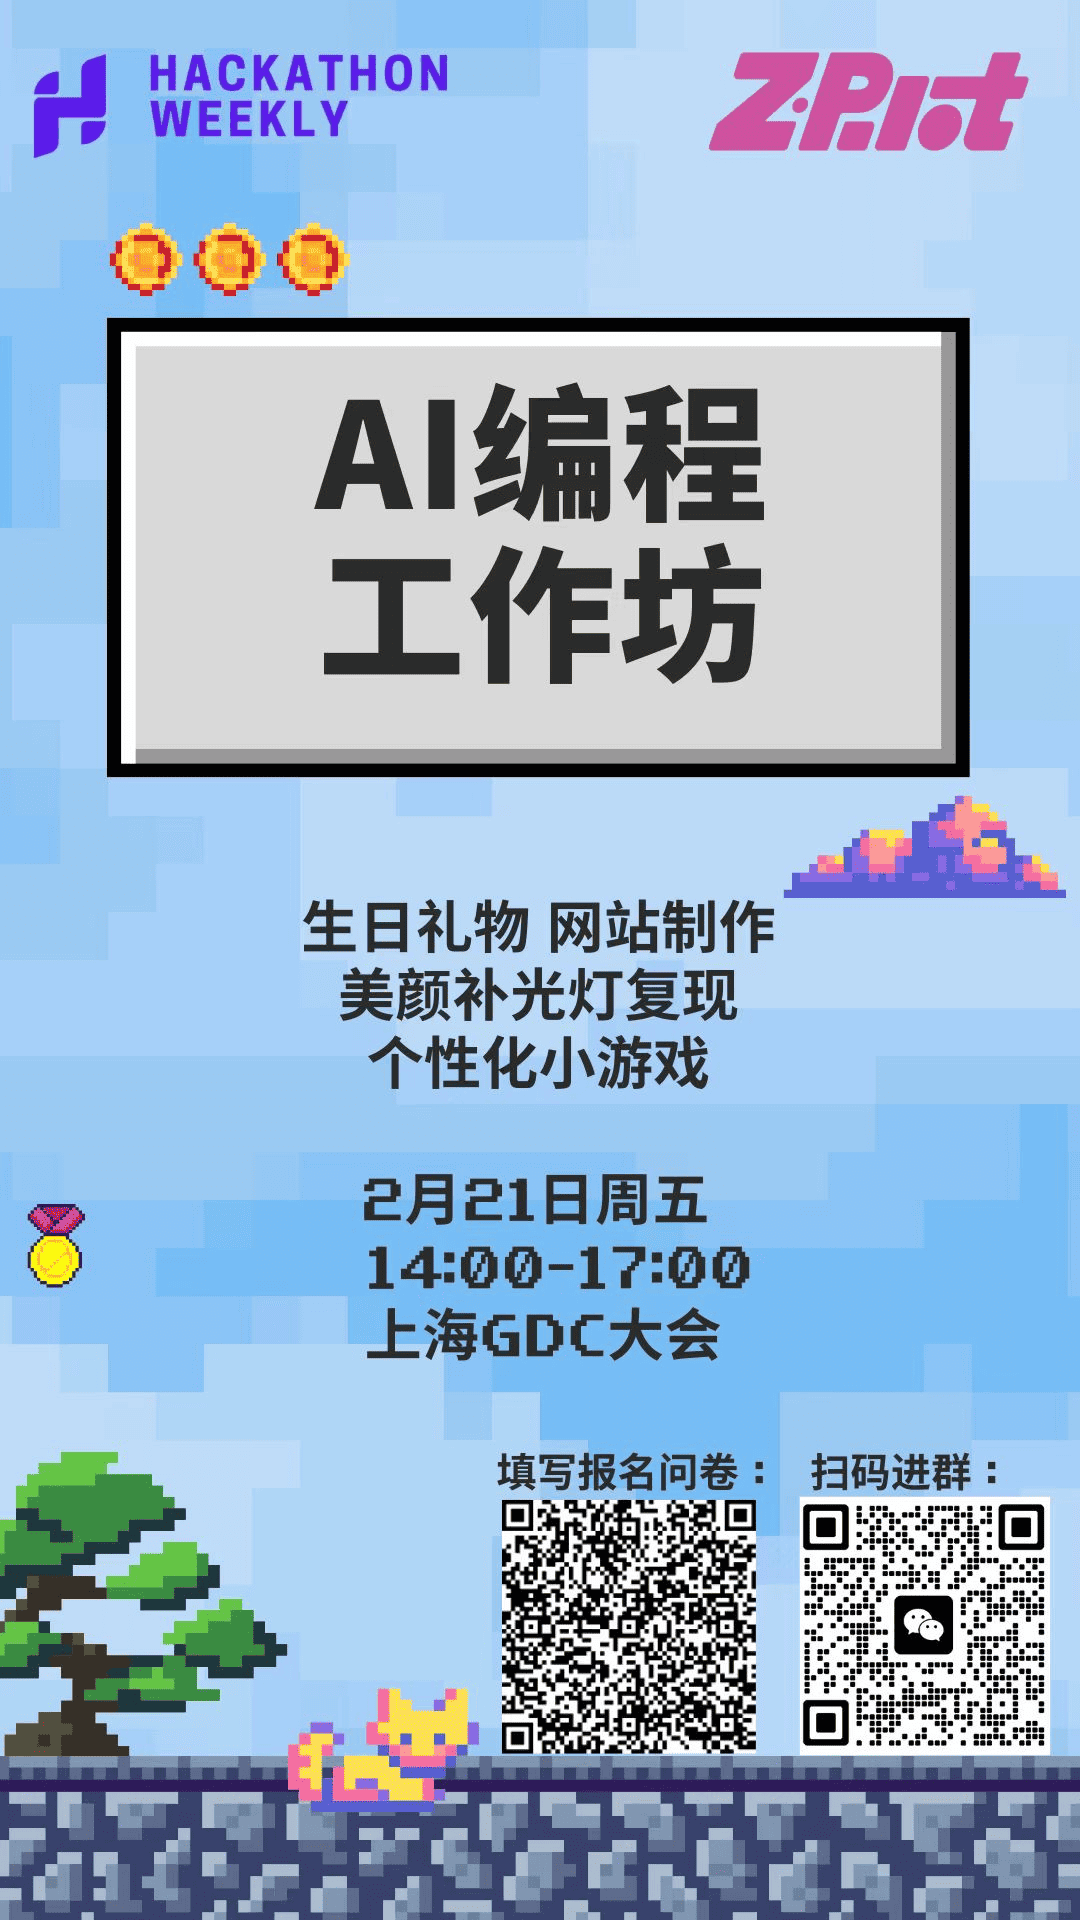 HACKATHON
WEEKLY
Z·Pilot
AI编程
工作坊
生日礼物 网站制作
美颜补光灯复现
个性化小游戏
2月21日周五
14:00-17:00
上海GDC大会
填写报名问卷：
扫码进群：